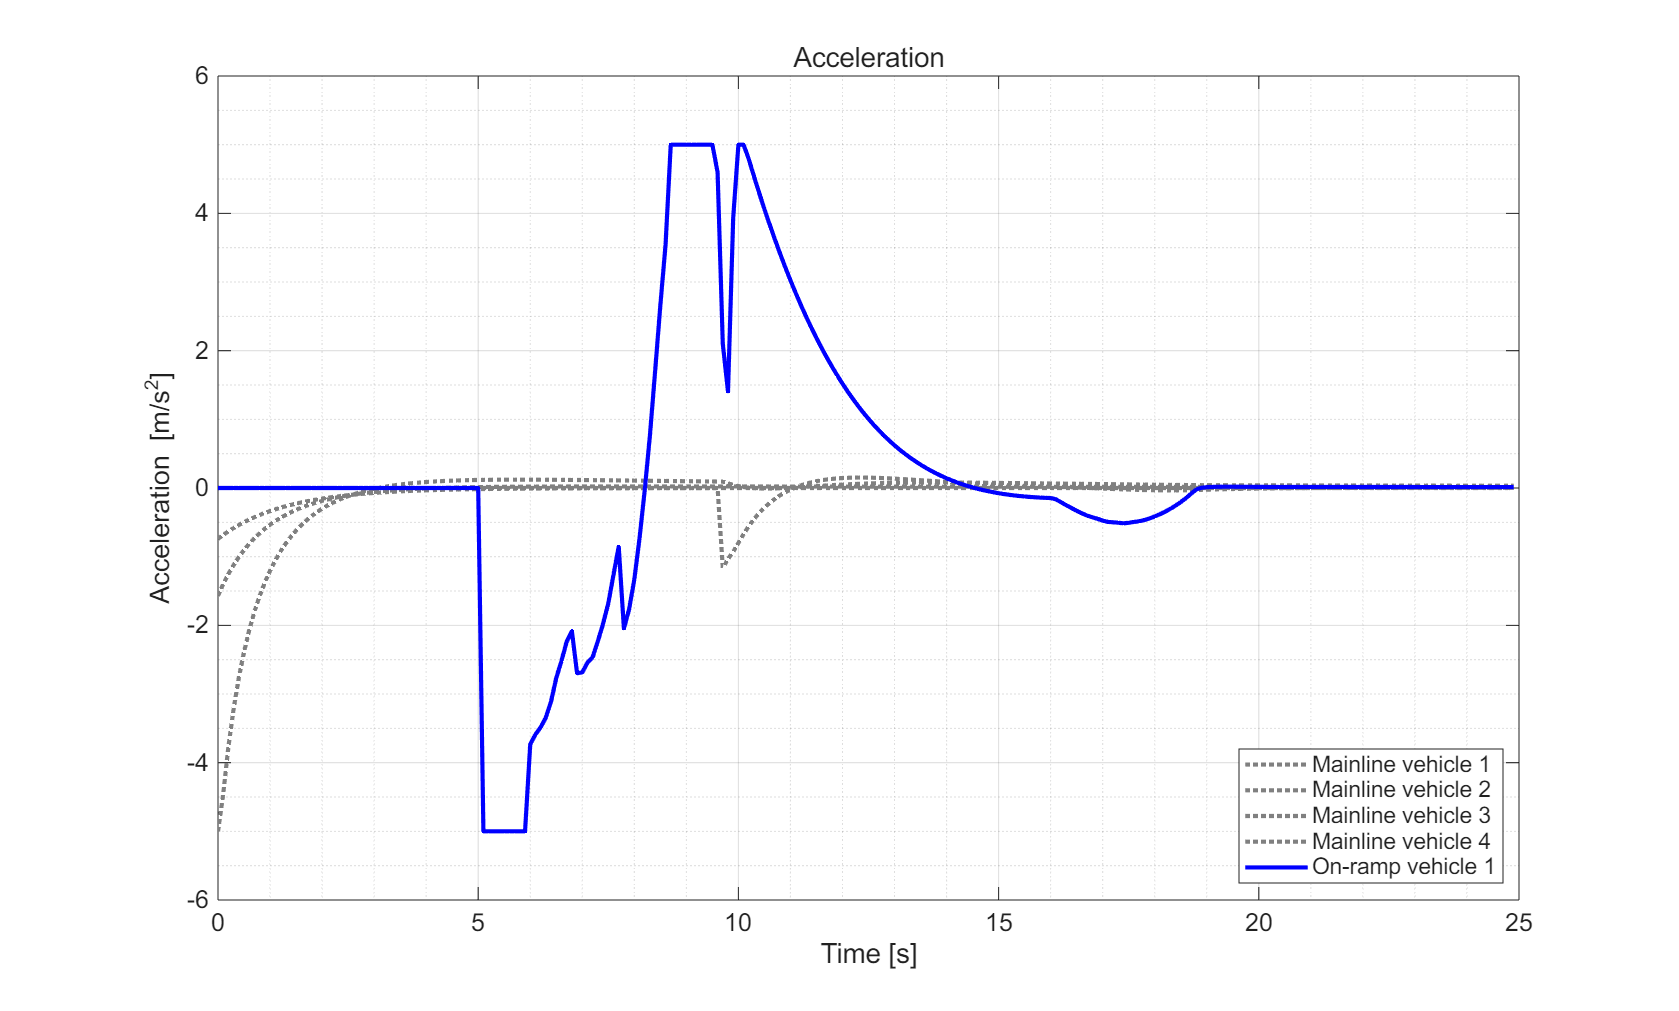 Acceleration
6
4
2
0
-2
-4
-6
Acceleration [m/s²]
0 5 10 15 20 25
Time [s]
Mainline vehicle 1
Mainline vehicle 2
Mainline vehicle 3
Mainline vehicle 4
On-ramp vehicle 1